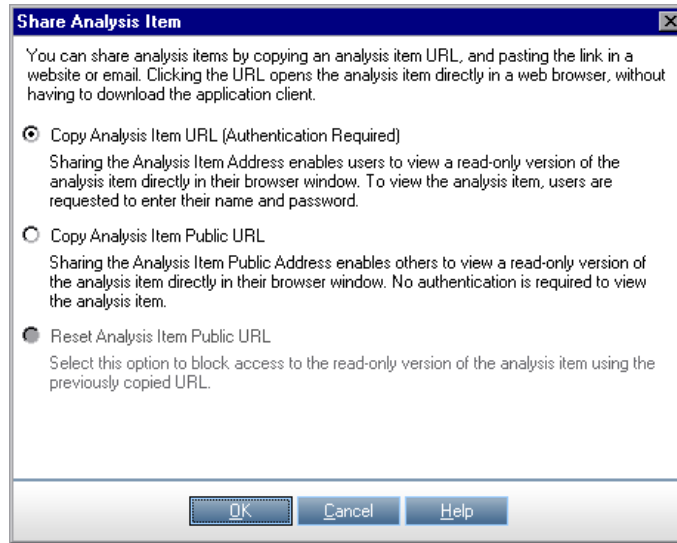 Share Analysis Item
You can share analysis items by copying an analysis item URL, and pasting the link in a
website or email. Clicking the URL opens the analysis item directly in a web browser, without
having to download the application client.
Copy Analysis Item URL (Authentication Required)
Sharing the Analysis Item Address enables users to view a read-only version of the
analysis item directly in their browser window. To view the analysis item, users are
requested to enter their name and password.
Copy Analysis Item Public URL
Sharing the Analysis Item Public Address enables others to view a read-only version of
the analysis item directly in their browser window. No authentication is required to view
the analysis item.
Reset Analysis Item Public URL
Select this option to block access to the read-only version of the analysis item using the
previously copied URL.
OK Cancel Help